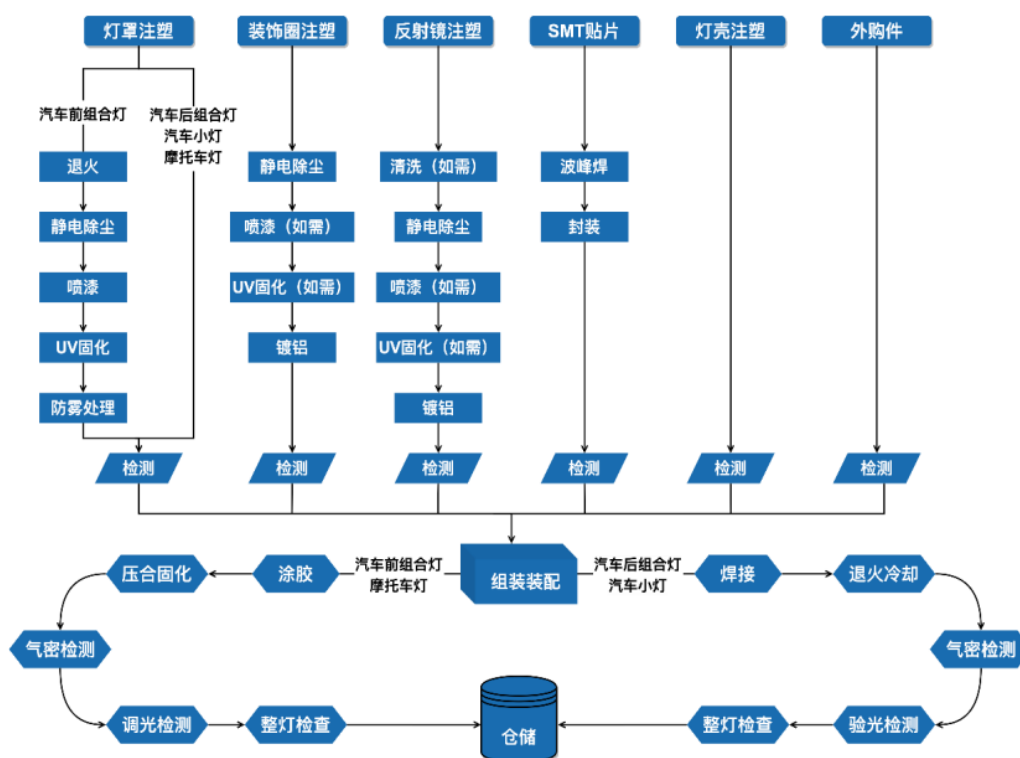 灯罩注塑
装饰圈注塑
反射镜注塑
SMT贴片
灯壳注塑
外购件
汽车前组合灯
汽车后组合灯
汽车小灯
摩托车灯
退火
静电除尘
清洗（如需）
波峰焊
静电除尘
喷漆（如需）
静电除尘
封装
喷漆
UV固化（如需）
喷漆（如需）
UV固化
镀铝
UV固化（如需）
防雾处理
镀铝
检测
检测
检测
检测
检测
检测
压合固化
涂胶
汽车前组合灯
摩托车灯
组装装配
汽车后组合灯
汽车小灯
焊接
退火冷却
气密检测
气密检测
调光检测
整灯检查
仓储
整灯检查
验光检测